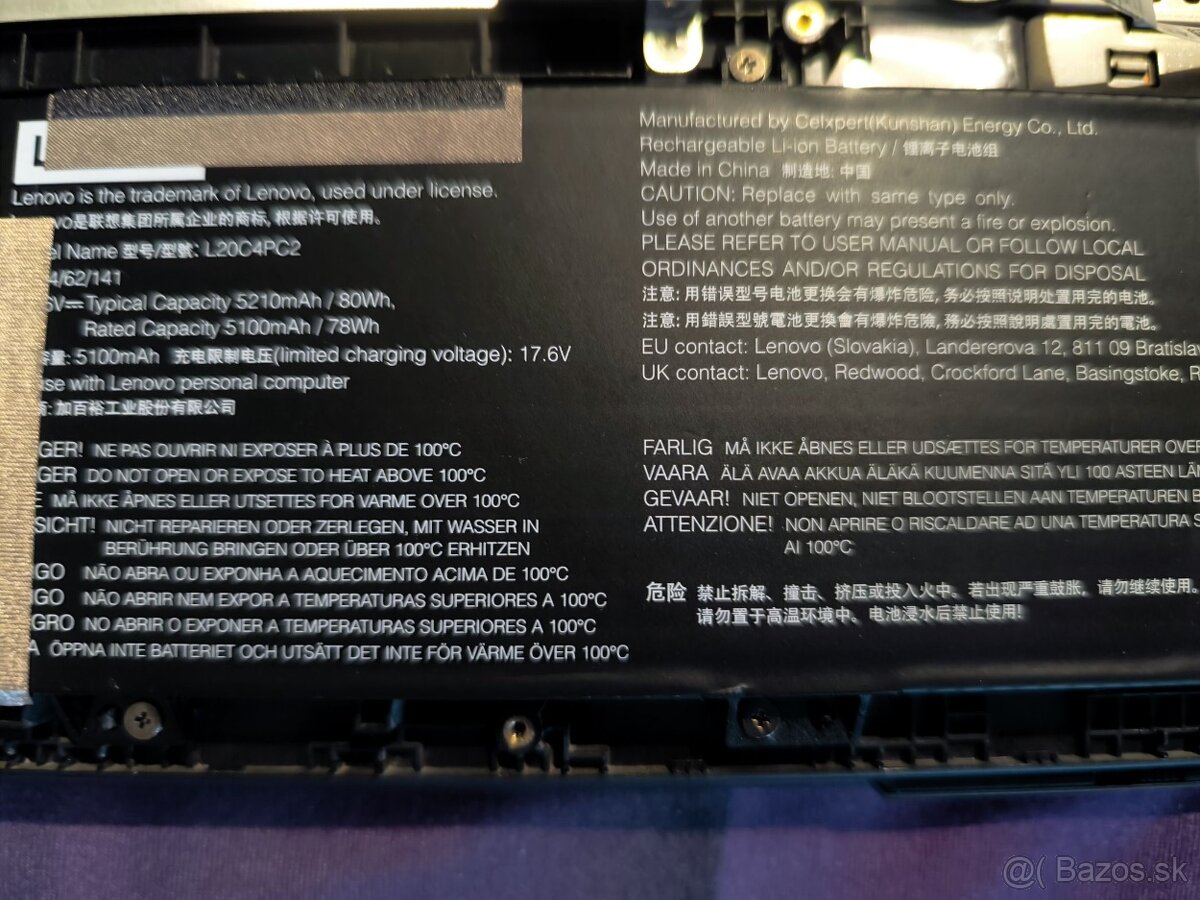 L
Lenovo is the trademark of Lenovo, used under license.
vo是联想集团所属企业的商标, 根据许可使用。
el Name 型号/型號: L20C4PC2
4/62/141
6V⎓ Typical Capacity 5210mAh / 80Wh,
Rated Capacity 5100mAh / 78Wh
容量: 5100mAh 充电限制电压(limited charging voltage): 17.6V
use with Lenovo personal computer
商: 加百裕工业股份有限公司
GER! NE PAS OUVRIR NI EXPOSER À PLUS DE 100°C
GER DO NOT OPEN OR EXPOSE TO HEAT ABOVE 100°C
E MÅ IKKE ÅPNES ELLER UTSETTES FOR VARME OVER 100°C
SICHT! NICHT REPARIEREN ODER ZERLEGEN, MIT WASSER IN
BERÜHRUNG BRINGEN ODER ÜBER 100°C ERHITZEN
GO NÃO ABRA OU EXPONHA A AQUECIMENTO ACIMA DE 100°C
GO NÃO ABRIR NEM EXPOR A TEMPERATURAS SUPERIORES A 100°C
GRO NO ABRIR O EXPONER A TEMPERATURAS SUPERIORES A 100°C
A ÖPPNA INTE BATTERIET OCH UTSÄTT DET INTE FÖR VÄRME ÖVER 100°C
Manufactured by Celxpert(Kunshan) Energy Co., Ltd.
Rechargeable Li-ion Battery / 锂离子电池组
Made in China 制造地: 中国
CAUTION: Replace with same type only.
Use of another battery may present a fire or explosion.
PLEASE REFER TO USER MANUAL OR FOLLOW LOCAL
ORDINANCES AND/OR REGULATIONS FOR DISPOSAL
注意: 用错误型号电池更换会有爆炸危险, 务必按照说明处置用完的电池。
注意: 用錯誤型號電池更換會有爆炸危險, 務必按照說明處置用完的電池。
EU contact: Lenovo (Slovakia), Landererova 12, 811 09 Bratislav
UK contact: Lenovo, Redwood, Crockford Lane, Basingstoke, R
FARLIG MÅ IKKE ÅBNES ELLER UDSÆTTES FOR TEMPERATURER OVER
VAARA ÄLÄ AVAA AKKUA ÄLÄKÄ KUUMENNA SITÄ YLI 100 ASTEEN LÄM
GEVAAR! NIET OPENEN, NIET BLOOTSTELLEN AAN TEMPERATUREN B
ATTENZIONE! NON APRIRE O RISCALDARE AD UNA TEMPERATURA S
AI 100°C
危险 禁止拆解、撞击、挤压或投入火中。若出现严重鼓胀, 请勿继续使用。
请勿置于高温环境中、电池浸水后禁止使用!
@( Bazos.sk